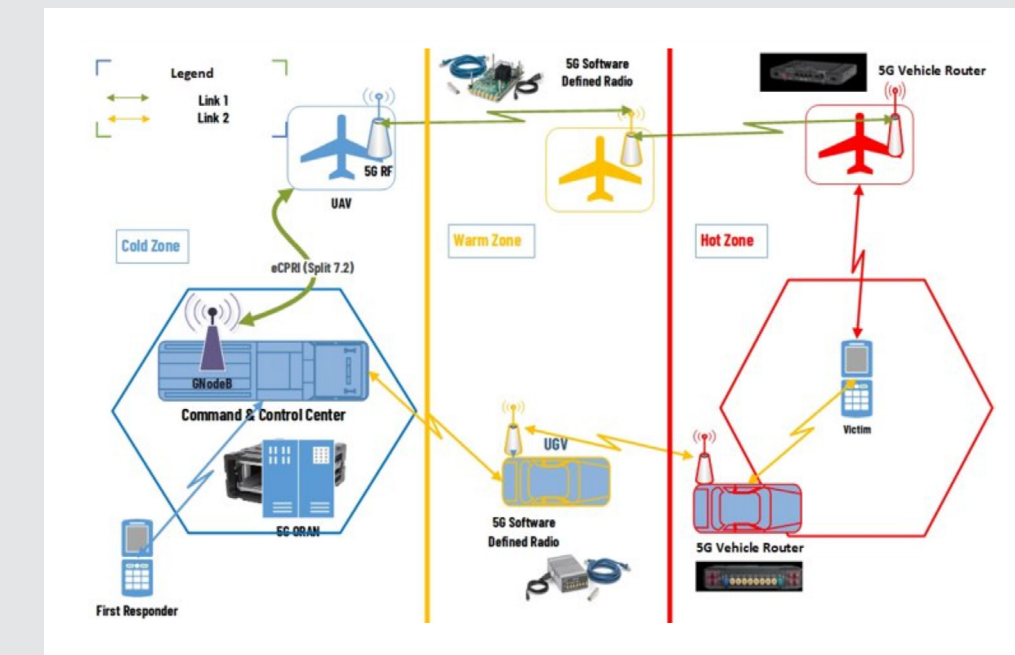 Legend
Link 1
Link 2
5G Software
Defined Radio
5G Vehicle Router
5G RF
UAV
Cold Zone
Warm Zone
Hot Zone
eCPRI (Split 7.2)
GNodeB
Command & Control Center
Victim
UGV
5G ORAN
5G Software
Defined Radio
5G Vehicle Router
First Responder